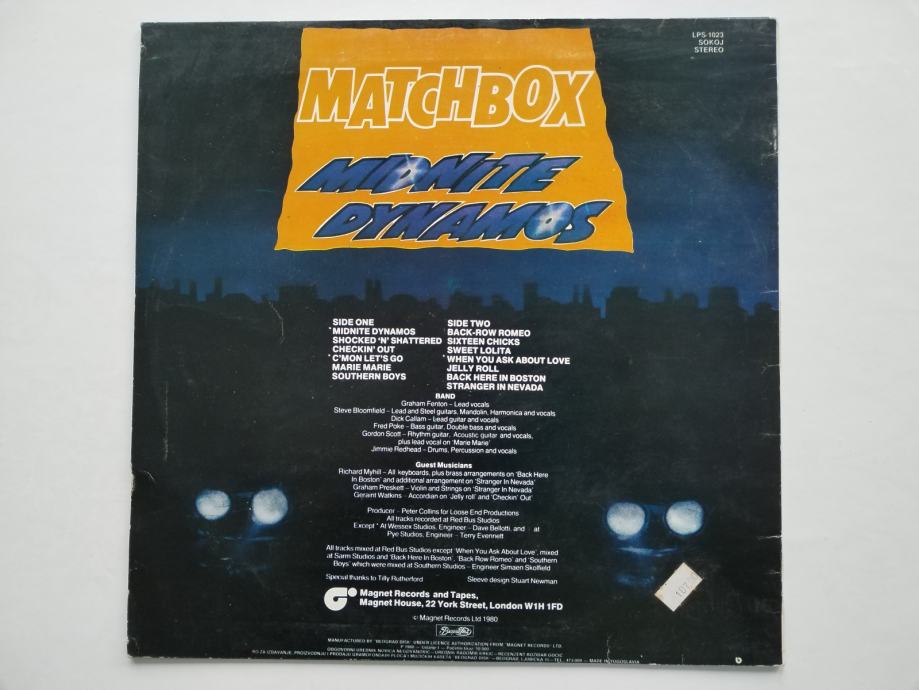 LPS-1023
SOKOJ
STEREO
MATCHBOX
MIDNITE
DYNAMOS
SIDE ONE
* MIDNITE DYNAMOS
SHOCKED 'N' SHATTERED
CHECKIN' OUT
* C'MON LET'S GO
MARIE MARIE
SOUTHERN BOYS
SIDE TWO
BACK-ROW ROMEO
SIXTEEN CHICKS
SWEET LOLITA
* WHEN YOU ASK ABOUT LOVE
JELLY ROLL
BACK HERE IN BOSTON
STRANGER IN NEVADA
BAND
Graham Fenton – Lead vocals
Steve Bloomfield – Lead and Steel guitars, Mandolin, Harmonica and vocals
Dick Callam – Lead guitar and vocals
Fred Poke – Bass guitar, Double bass and vocals
Gordon Scott – Rhythm guitar, Acoustic guitar and vocals,
plus lead vocal on 'Marie Marie'
Jimmie Redhead – Drums, Percussion and vocals
Guest Musicians
Richard Myhill – All keyboards, plus brass arrangements on 'Back Here
In Boston' and additional arrangement on 'Stranger In Nevada'
Graham Preskett – Violin and Strings on 'Stranger In Nevada'
Geraint Watkins – Accordian on 'Jelly roll' and 'Checkin' Out'
Producer – Peter Collins for Loose End Productions
All tracks recorded at Red Bus Studios
Except * At Wessex Studios, Engineer – Dave Bellotti, and at
Pye Studios, Engineer – Terry Evennett
All tracks mixed at Red Bus Studios except 'When You Ask About Love', mixed
at Sarm Studios and 'Back Here In Boston', 'Back Row Romeo' and 'Southern
Boys' which were mixed at Southern Studios – Engineer Simaen Skolfield
Special thanks to Tilly Rutherford
Sleeve design Stuart Newman
Magnet Records and Tapes,
Magnet House, 22 York Street, London W1H 1FD
© Magnet Records Ltd 1980
MANUFACTURED BY "BEOGRAD DISK" UNDER LICENCE AUTHORIZATION FROM "MAGNET RECORDS" LTD.